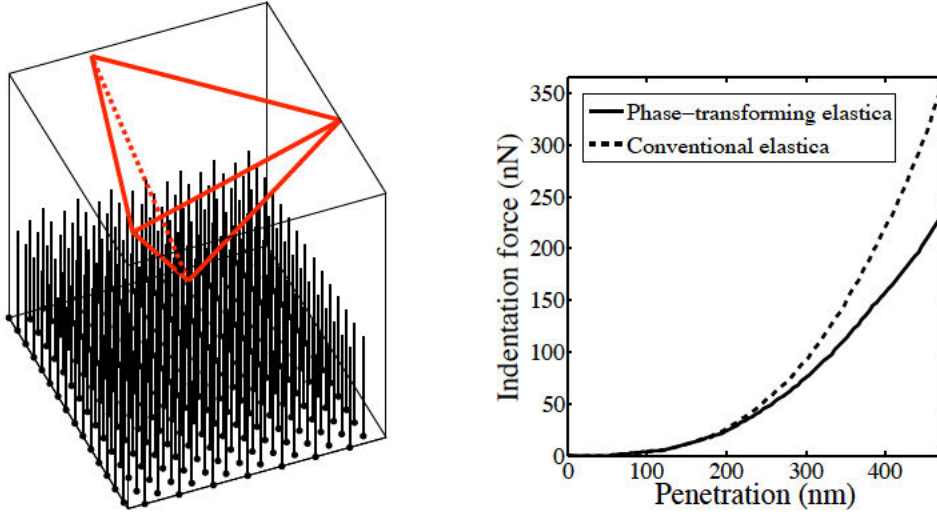 350
300
250
200
150
100
50
0
Indentation force (nN)
Phase−transforming elastica
Conventional elastica
0 100 200 300 400
Penetration (nm)